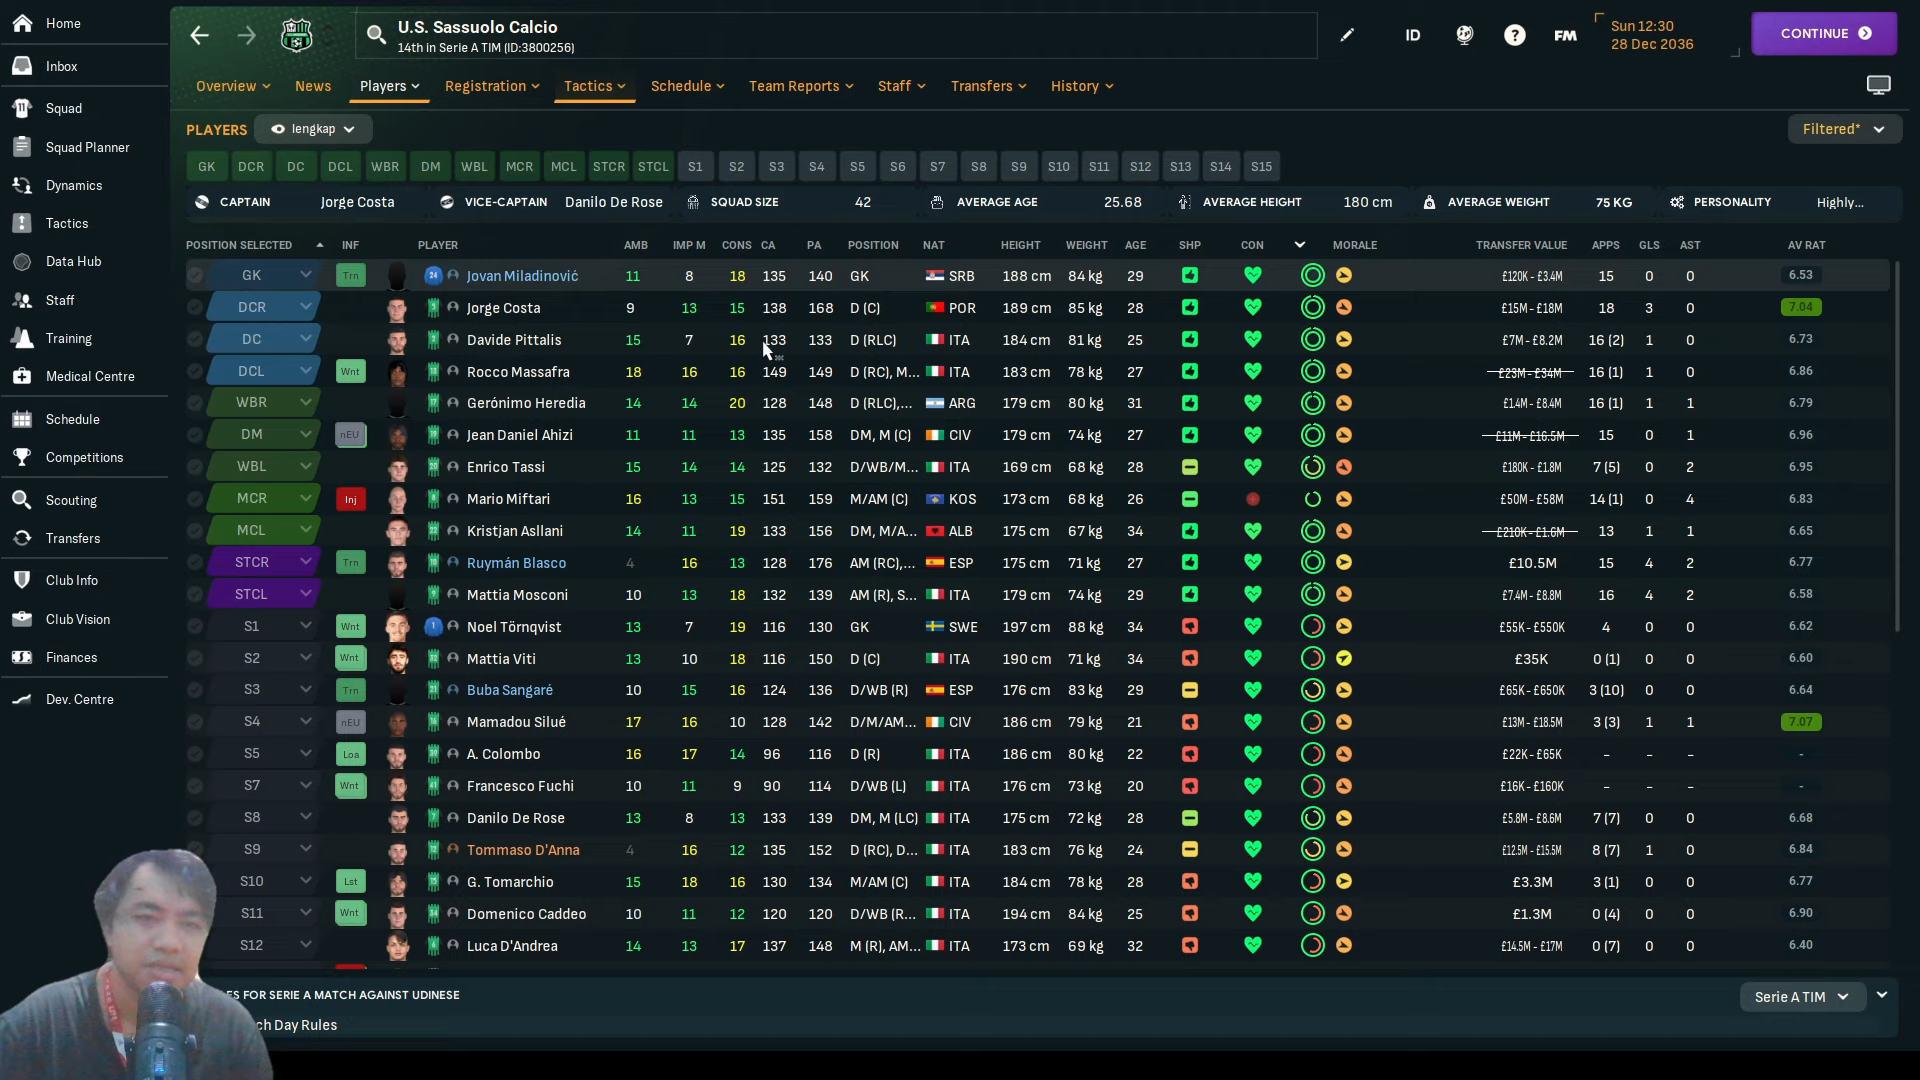 Home
Inbox
Squad
Squad Planner
Dynamics
Tactics
Data Hub
Staff
Training
Medical Centre
Schedule
Competitions
Scouting
Transfers
Club Info
Club Vision
Finances
Dev. Centre
U.S. Sassuolo Calcio
14th in Serie A TIM (ID:3800256)
ID FM
Sun 12:30
28 Dec 2036
CONTINUE
Overview News Players Registration Tactics Schedule Team Reports Staff Transfers History
PLAYERS lengkap Filtered*
GK DCR DC DCL WBR DM WBL MCR MCL STCR STCL S1 S2 S3 S4 S5 S6 S7 S8 S9 S10 S11 S12 S13 S14 S15
CAPTAIN Jorge Costa VICE-CAPTAIN Danilo De Rose SQUAD SIZE 42 AVERAGE AGE 25.68 AVERAGE HEIGHT 180 cm AVERAGE WEIGHT 75 KG PERSONALITY Highly...
POSITION SELECTED INF PLAYER AMB IMP M CONS CA PA POSITION NAT HEIGHT WEIGHT AGE SHP CON MORALE TRANSFER VALUE APPS GLS AST AV RAT
GK Trn 24 Jovan Miladinović 11 8 18 135 140 GK SRB 188 cm 84 kg 29 £120K - £3.4M 15 0 0 6.53
DCR Jorge Costa 9 13 15 138 168 D (C) POR 189 cm 85 kg 28 £15M - £18M 18 3 0 7.04
DC Davide Pittalis 15 7 16 133 133 D (RLC) ITA 184 cm 81 kg 25 £7M - £8.2M 16 (2) 1 0 6.73
DCL Wnt Rocco Massafra 18 16 16 149 149 D (RC), M... ITA 183 cm 78 kg 27 £23M - £34M 16 (1) 1 0 6.86
WBR Gerónimo Heredia 14 14 20 128 148 D (RLC),... ARG 179 cm 80 kg 31 £1.4M - £8.4M 16 (1) 1 1 6.79
DM nEU Jean Daniel Ahizi 11 11 13 135 158 DM, M (C) CIV 179 cm 74 kg 27 £11M - £16.5M 15 0 1 6.96
WBL Enrico Tassi 15 14 14 125 132 D/WB/M... ITA 169 cm 68 kg 28 £180K - £1.8M 7 (5) 0 2 6.95
MCR Inj Mario Miftari 16 13 15 151 159 M/AM (C) KOS 173 cm 68 kg 26 £50M - £58M 14 (1) 0 4 6.83
MCL Kristjan Asllani 14 11 19 133 156 DM, M/A... ALB 175 cm 67 kg 34 £210K - £1.6M 13 1 1 6.65
STCR Trn Ruymán Blasco 4 16 13 128 176 AM (RC),... ESP 175 cm 71 kg 27 £10.5M 15 4 2 6.77
STCL Mattia Mosconi 10 13 18 132 139 AM (R), S... ITA 179 cm 74 kg 29 £7.4M - £8.8M 16 4 2 6.58
S1 Wnt 1 Noel Törnqvist 13 7 19 116 130 GK SWE 197 cm 88 kg 34 £55K - £550K 4 0 0 6.62
S2 Wnt Mattia Viti 13 10 18 116 150 D (C) ITA 190 cm 71 kg 34 £35K 0 (1) 0 0 6.60
S3 Trn Buba Sangaré 10 15 16 124 136 D/WB (R) ESP 176 cm 83 kg 29 £65K - £650K 3 (10) 0 0 6.64
S4 nEU Mamadou Silué 17 16 10 128 142 D/M/AM... CIV 186 cm 79 kg 21 £13M - £18.5M 3 (3) 1 1 7.07
S5 Loa A. Colombo 16 17 14 96 116 D (R) ITA 186 cm 80 kg 22 £22K - £65K - - - -
S7 Wnt Francesco Fuchi 10 11 9 90 114 D/WB (L) ITA 176 cm 73 kg 20 £16K - £160K - - - -
S8 Danilo De Rose 13 8 13 133 139 DM, M (LC) ITA 175 cm 72 kg 28 £5.8M - £8.6M 7 (7) 0 0 6.68
S9 Tommaso D'Anna 4 16 12 135 152 D (RC), D... ITA 183 cm 76 kg 24 £12.5M - £15.5M 8 (7) 1 0 6.84
S10 Lst G. Tomarchio 15 18 16 130 134 M/AM (C) ITA 184 cm 78 kg 28 £3.3M 3 (1) 0 0 6.77
S11 Wnt Domenico Caddeo 10 11 12 120 120 D/WB (R... ITA 194 cm 84 kg 25 £1.3M 0 (4) 0 0 6.90
S12 Luca D'Andrea 14 13 17 137 148 M (R), AM... ITA 173 cm 69 kg 32 £14.5M - £17M 0 (7) 0 0 6.40
ES FOR SERIE A MATCH AGAINST UDINESE Serie A TIM
ch Day Rules